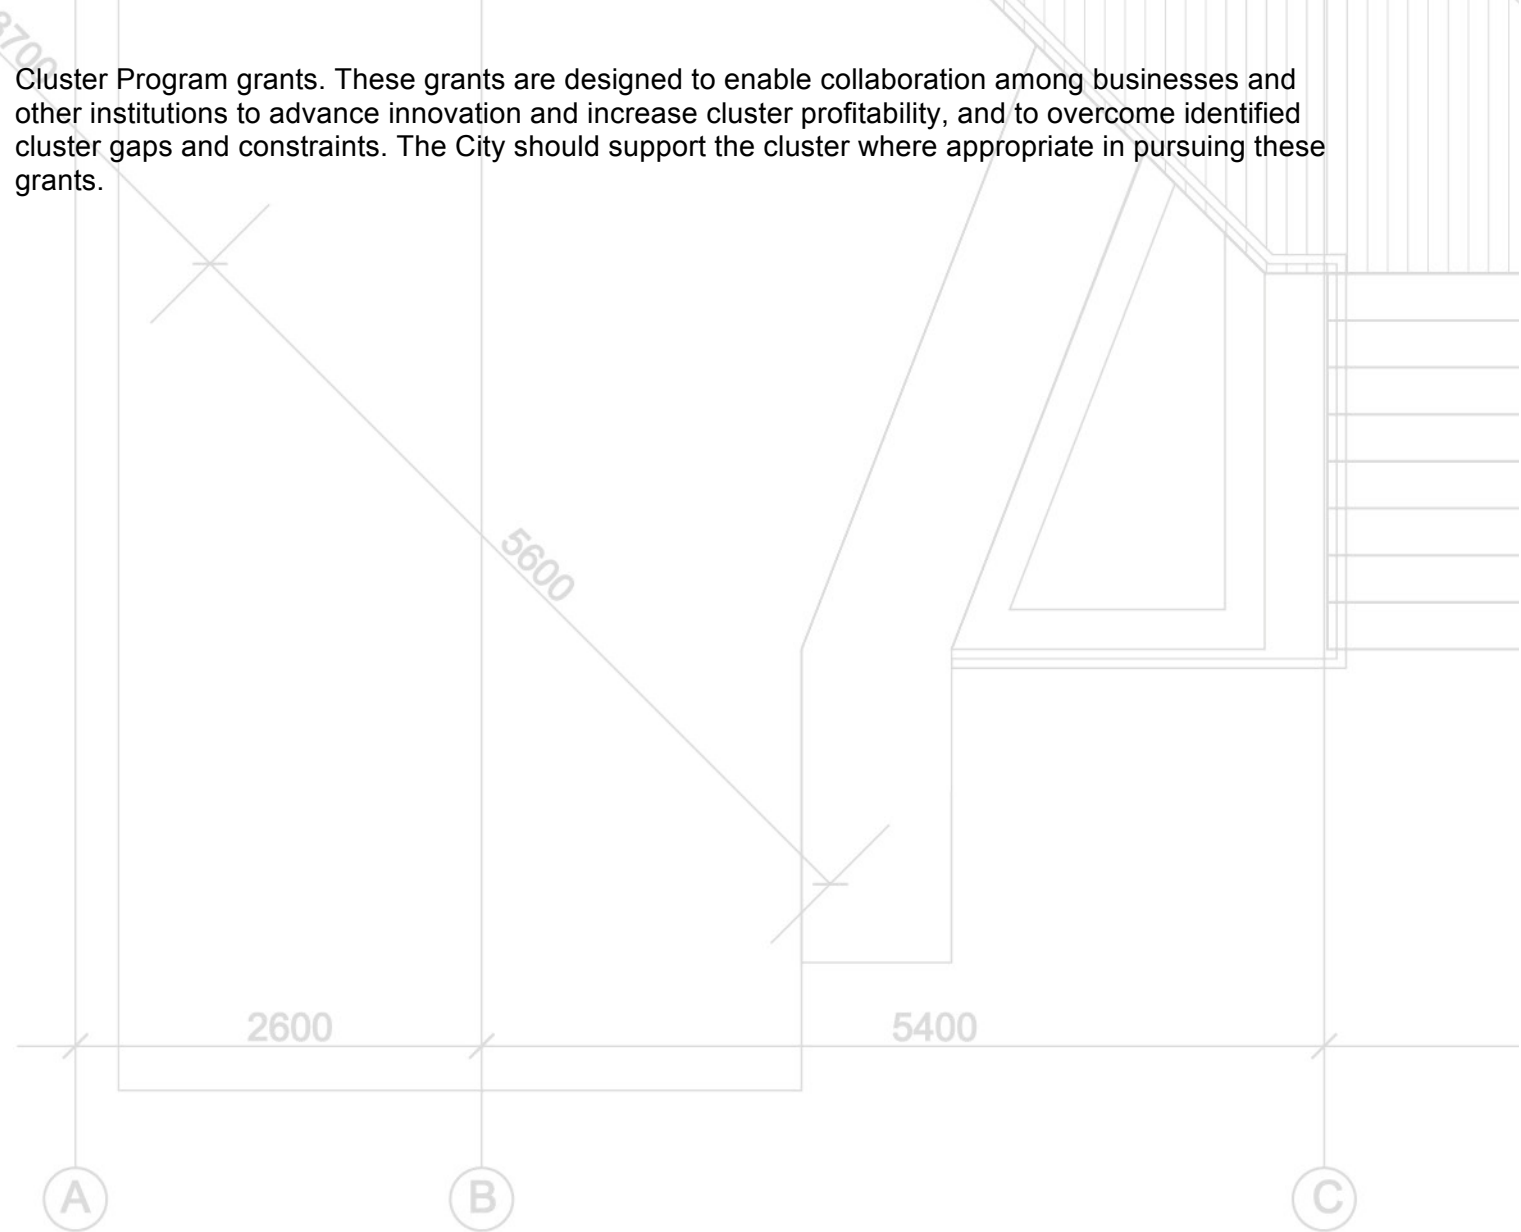 Cluster Program grants. These grants are designed to enable collaboration among businesses and
other institutions to advance innovation and increase cluster profitability, and to overcome identified
cluster gaps and constraints. The City should support the cluster where appropriate in pursuing these
grants.
5600
2600
5400
A
B
C